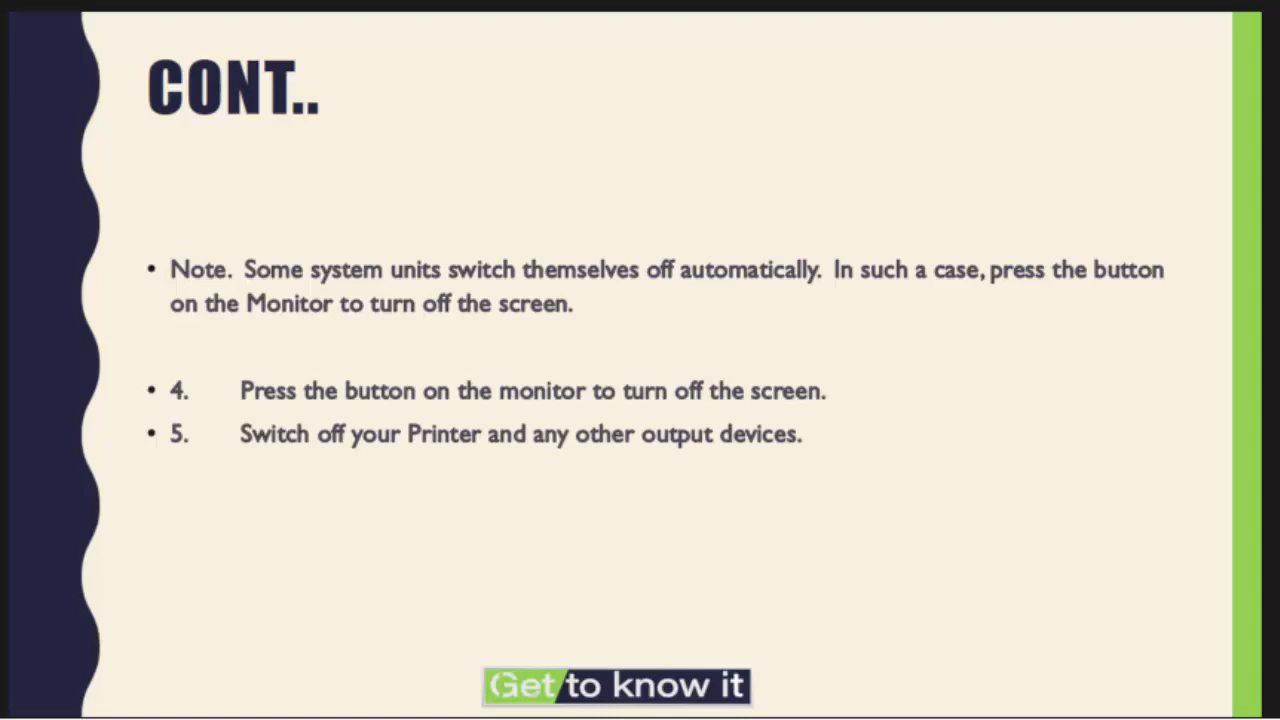 CONT..
• Note. Some system units switch themselves off automatically. In such a case, press the button
on the Monitor to turn off the screen.
• 4. Press the button on the monitor to turn off the screen.
• 5. Switch off your Printer and any other output devices.
Get to know it